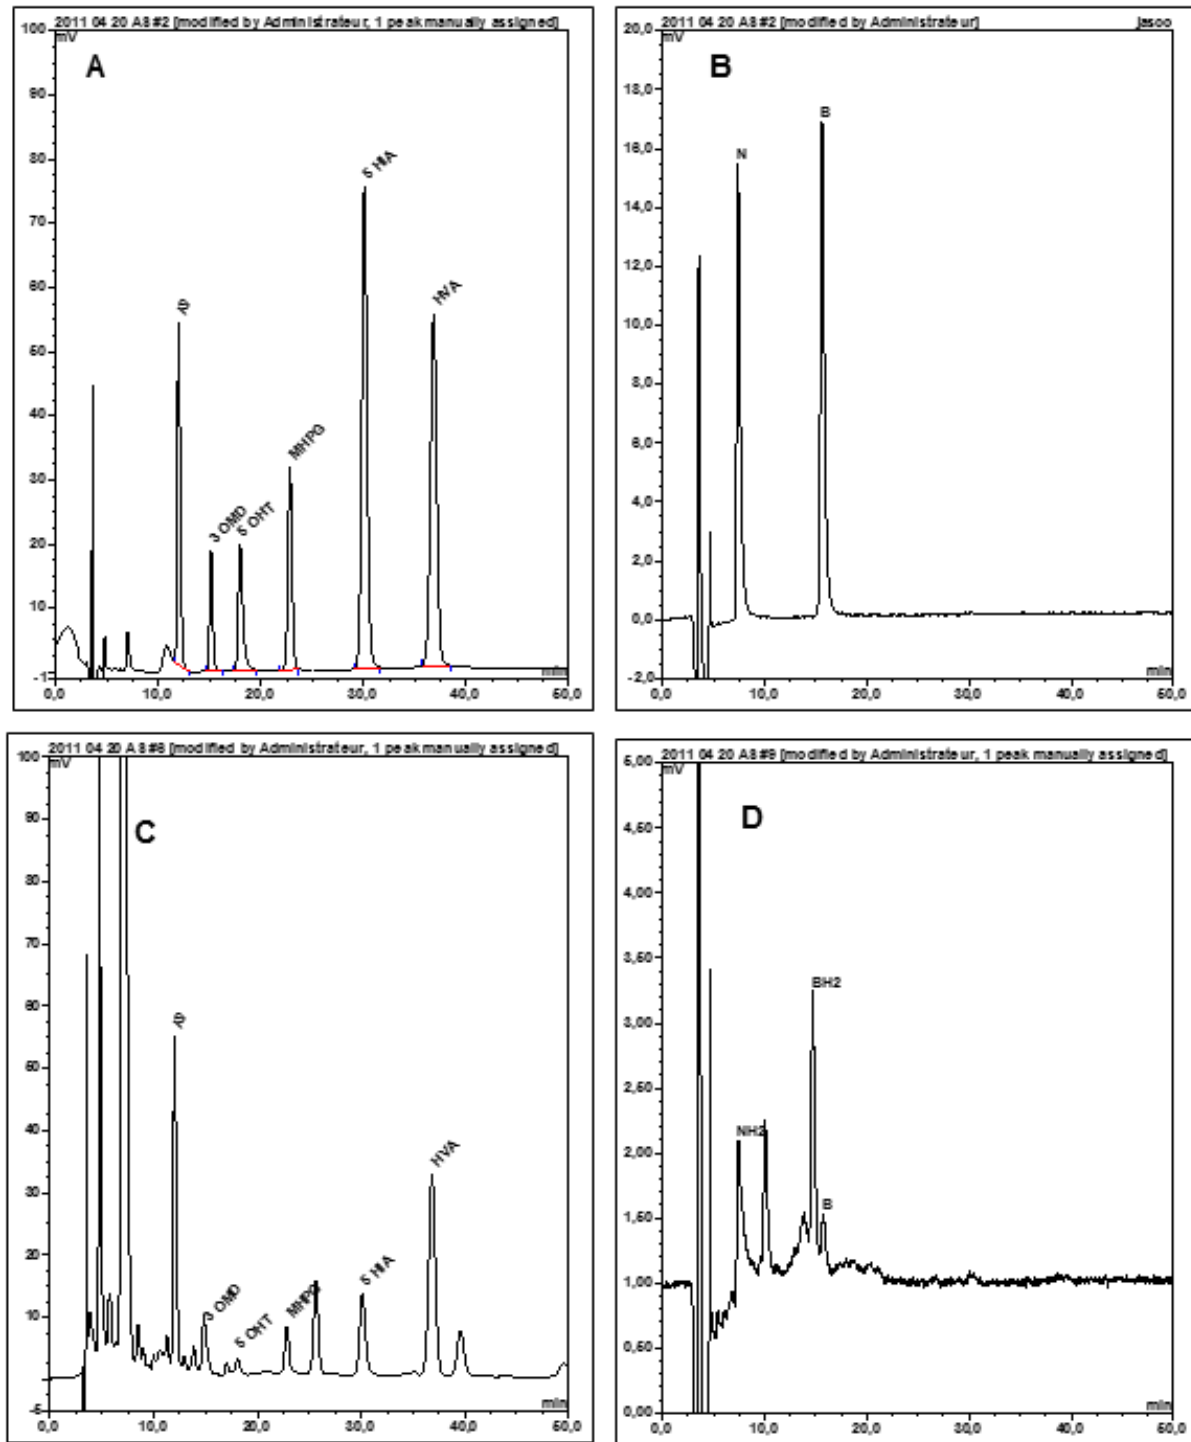 2011 04 20 A8 #2 [modified by Administrateur, 1 peak manually assigned]
100
mV
A
90
80
70
60
50
40
30
20
10
-1
IS
3 OMD
5 OHT
MHPG
5 HIA
HVA
min
0,0 10,0 20,0 30,0 40,0 50,0
2011 04 20 A8 #2 [modified by Administrateur] jasco
20,0
mV
B
18,0
16,0
14,0
12,0
10,0
8,0
6,0
4,0
2,0
0,0
-2,0
N
B
min
0,0 10,0 20,0 30,0 40,0 50,0
2011 04 20 A8 #8 [modified by Administrateur, 1 peak manually assigned]
100
mV
C
90
80
70
60
50
40
30
20
10
-5
IS
3 OMD
5 OHT
MHPG
5 HIA
HVA
min
0,0 10,0 20,0 30,0 40,0 50,0
2011 04 20 A8 #9 [modified by Administrateur, 1 peak manually assigned]
5,00
mV
D
4,50
4,00
3,50
3,00
2,50
2,00
1,50
1,00
0,50
0,00
NH2
BH2
B
min
0,0 10,0 20,0 30,0 40,0 50,0